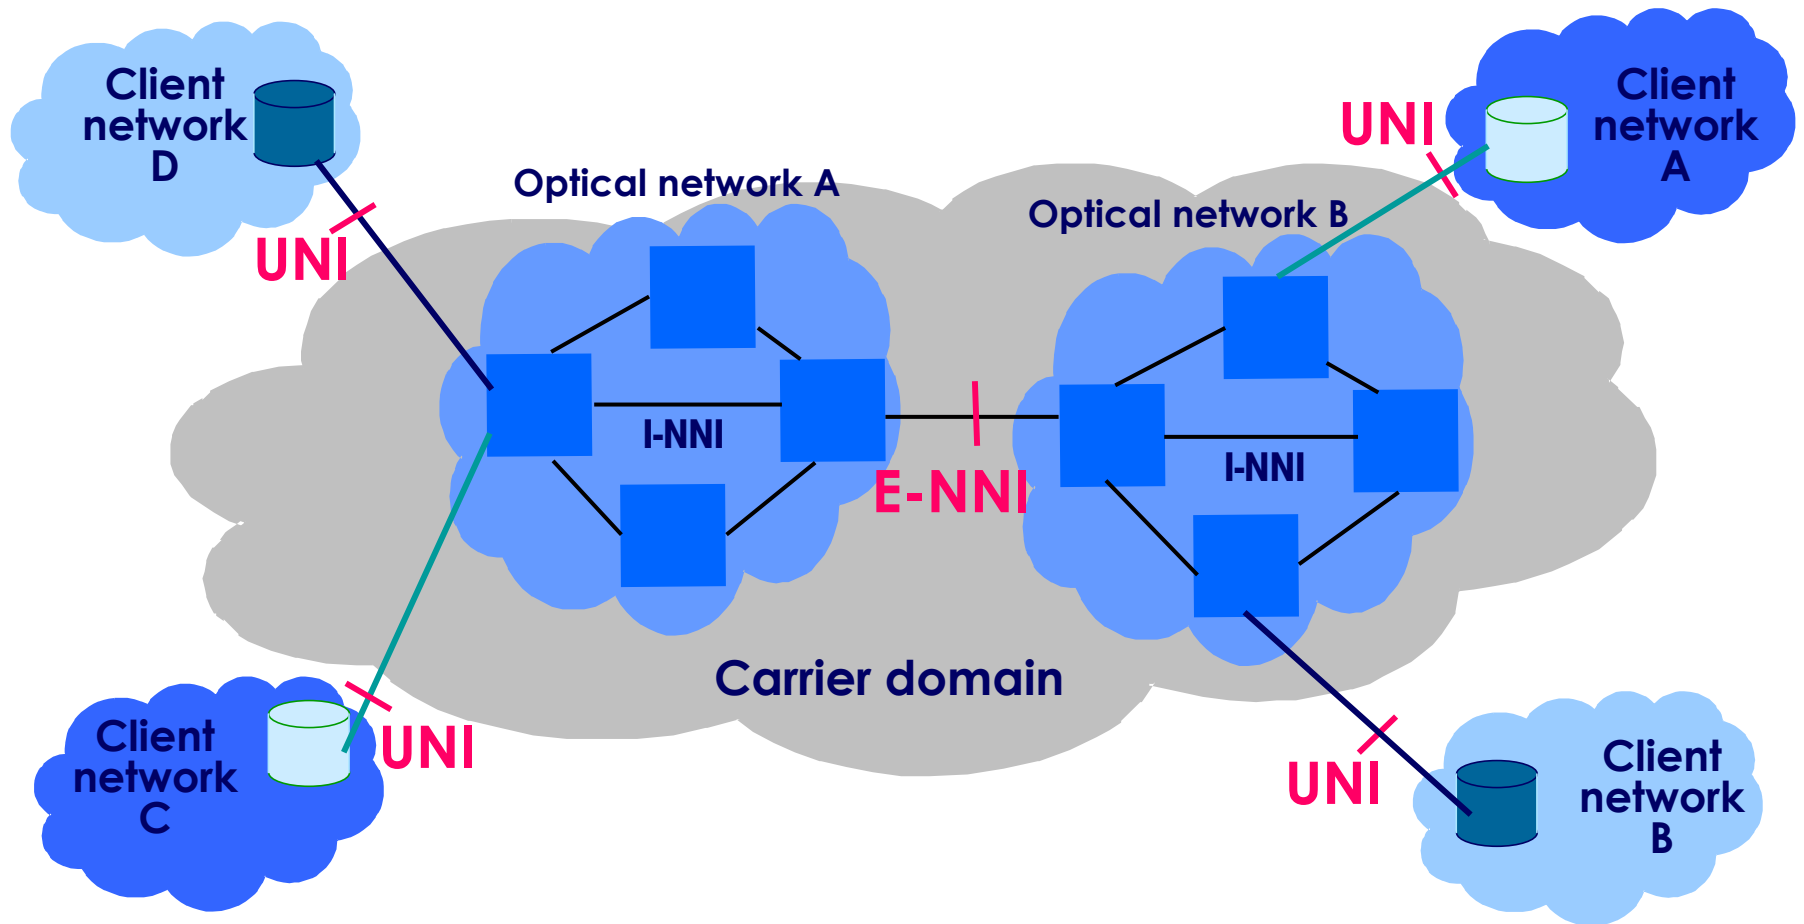 Client
network
D
UNI
Optical network A
Optical network B
UNI
Client
network
A
I-NNI
E-NNI
I-NNI
Carrier domain
Client
network
C
UNI
UNI
Client
network
B